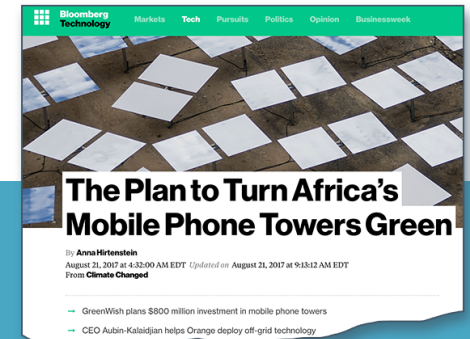 Bloomberg
Technology
Markets Tech Pursuits Politics Opinion Businessweek
The Plan to Turn Africa's
Mobile Phone Towers Green
By Anna Hirtenstein
August 21, 2017 at 4:32:00 AM EDT Updated on August 21, 2017 at 9:13:12 AM EDT
From Climate Changed
→ GreenWish plans $800 million investment in mobile phone towers
→ CEO Aubin-Kalaidjian helps Orange deploy off-grid technology